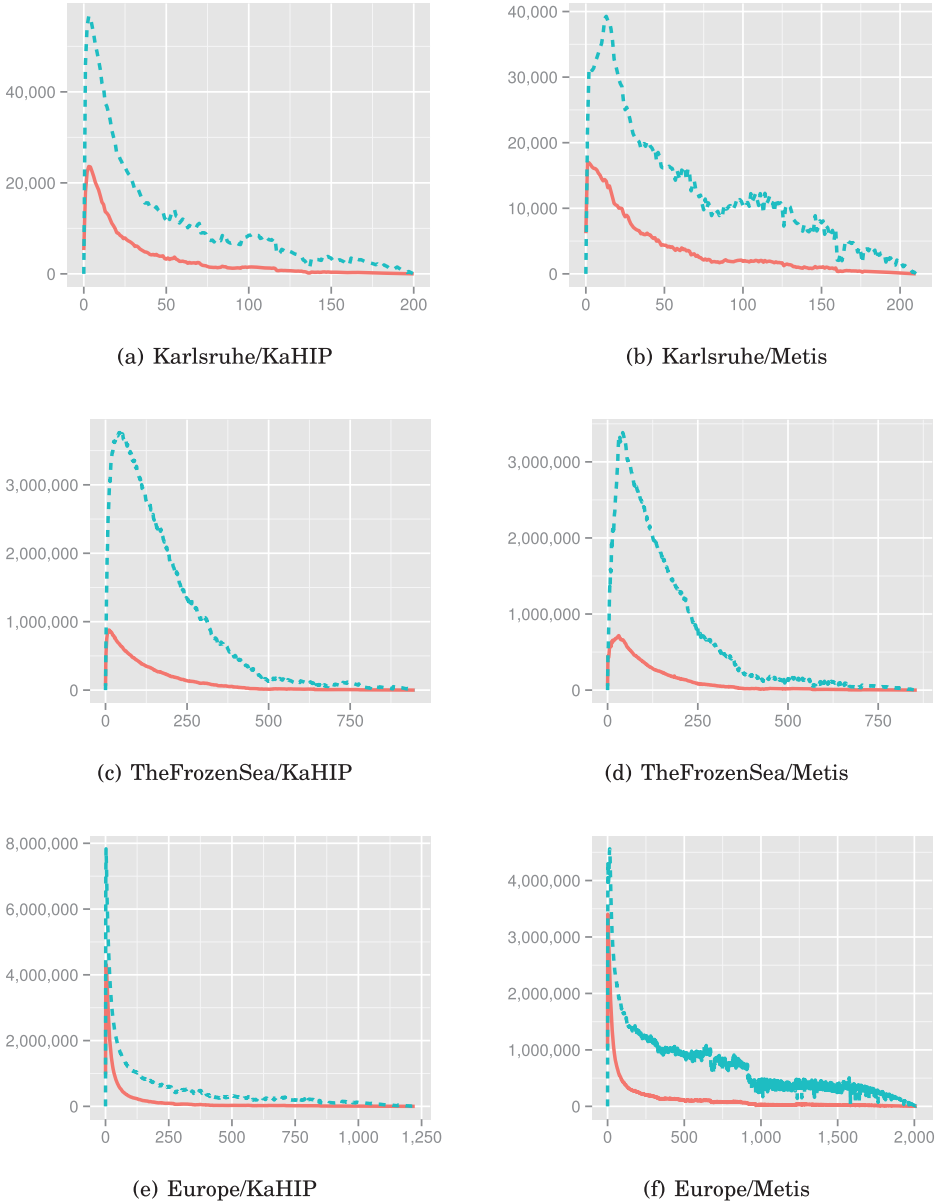 40,000
20,000
0
0 50 100 150 200
(a) Karlsruhe/KaHIP
40,000
30,000
20,000
10,000
0
0 50 100 150 200
(b) Karlsruhe/Metis
3,000,000
2,000,000
1,000,000
0
0 250 500 750
(c) TheFrozenSea/KaHIP
3,000,000
2,000,000
1,000,000
0
0 250 500 750
(d) TheFrozenSea/Metis
8,000,000
6,000,000
4,000,000
2,000,000
0
0 250 500 750 1,000 1,250
(e) Europe/KaHIP
4,000,000
3,000,000
2,000,000
1,000,000
0
0 500 1,000 1,500 2,000
(f) Europe/Metis